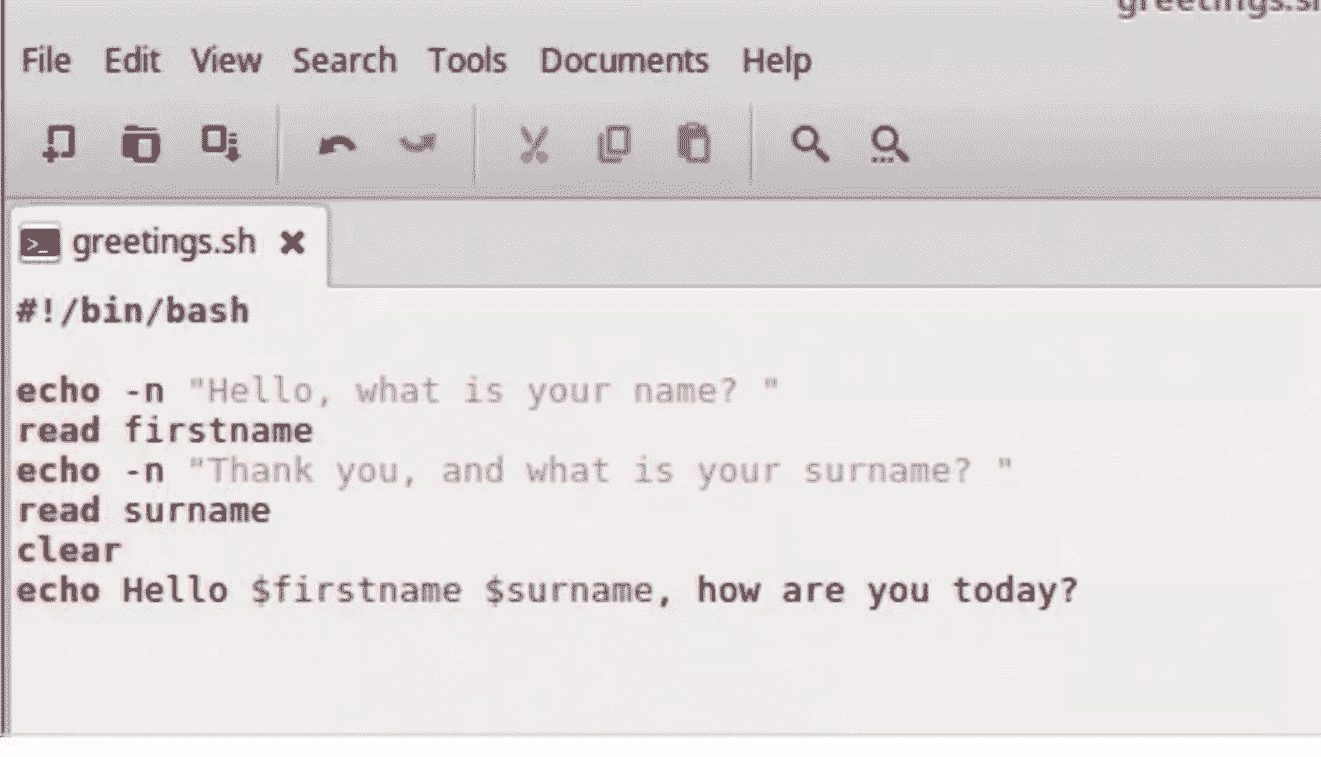 greetings.sh
File Edit View Search Tools Documents Help
greetings.sh
#!/bin/bash
echo -n "Hello, what is your name? "
read firstname
echo -n "Thank you, and what is your surname? "
read surname
clear
echo Hello $firstname $surname, how are you today?